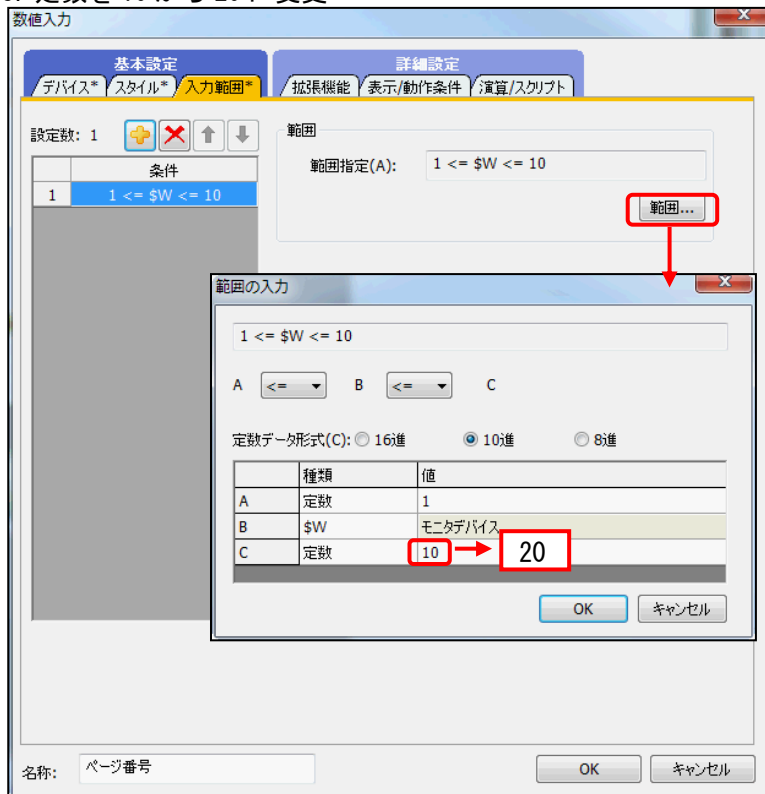 数値入力
基本設定
詳細設定
デバイス* スタイル* 入力範囲* 拡張機能 表示/動作条件 演算/スクリプト
設定数: 1
条件
1 1 <= $W <= 10
範囲
範囲指定(A): 1 <= $W <= 10
範囲...
範囲の入力
1 <= $W <= 10
A <= B <= C
定数データ形式(C): 16進 10進 8進
種類 値
A 定数 1
B $W モニタデバイス
C 定数 10 20
OK キャンセル
名称: ページ番号
OK キャンセル